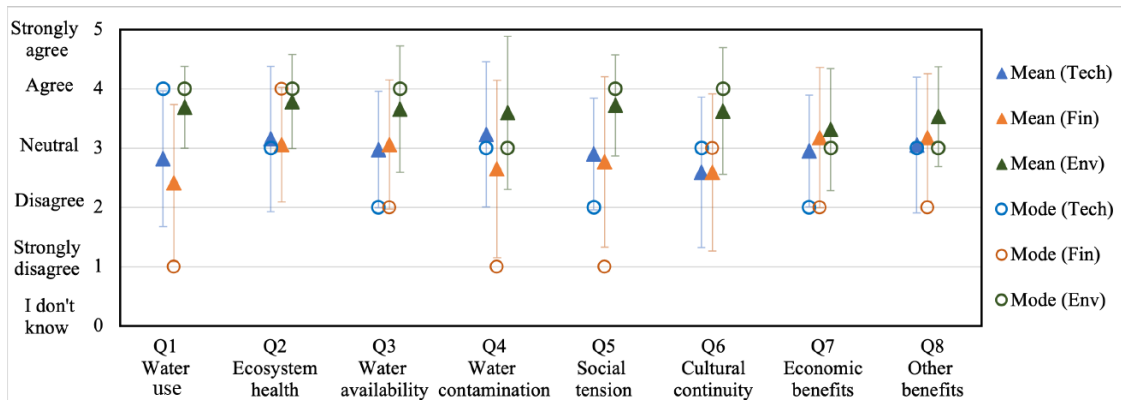 Strongly
agree
5
Agree
4
Neutral
3
Disagree
2
Strongly
disagree
1
I don't
know
0
Q1
Water
use
Q2
Ecosystem
health
Q3
Water
availability
Q4
Water
contamination
Q5
Social
tension
Q6
Cultural
continuity
Q7
Economic
benefits
Q8
Other
benefits
Mean (Tech)
Mean (Fin)
Mean (Env)
Mode (Tech)
Mode (Fin)
Mode (Env)